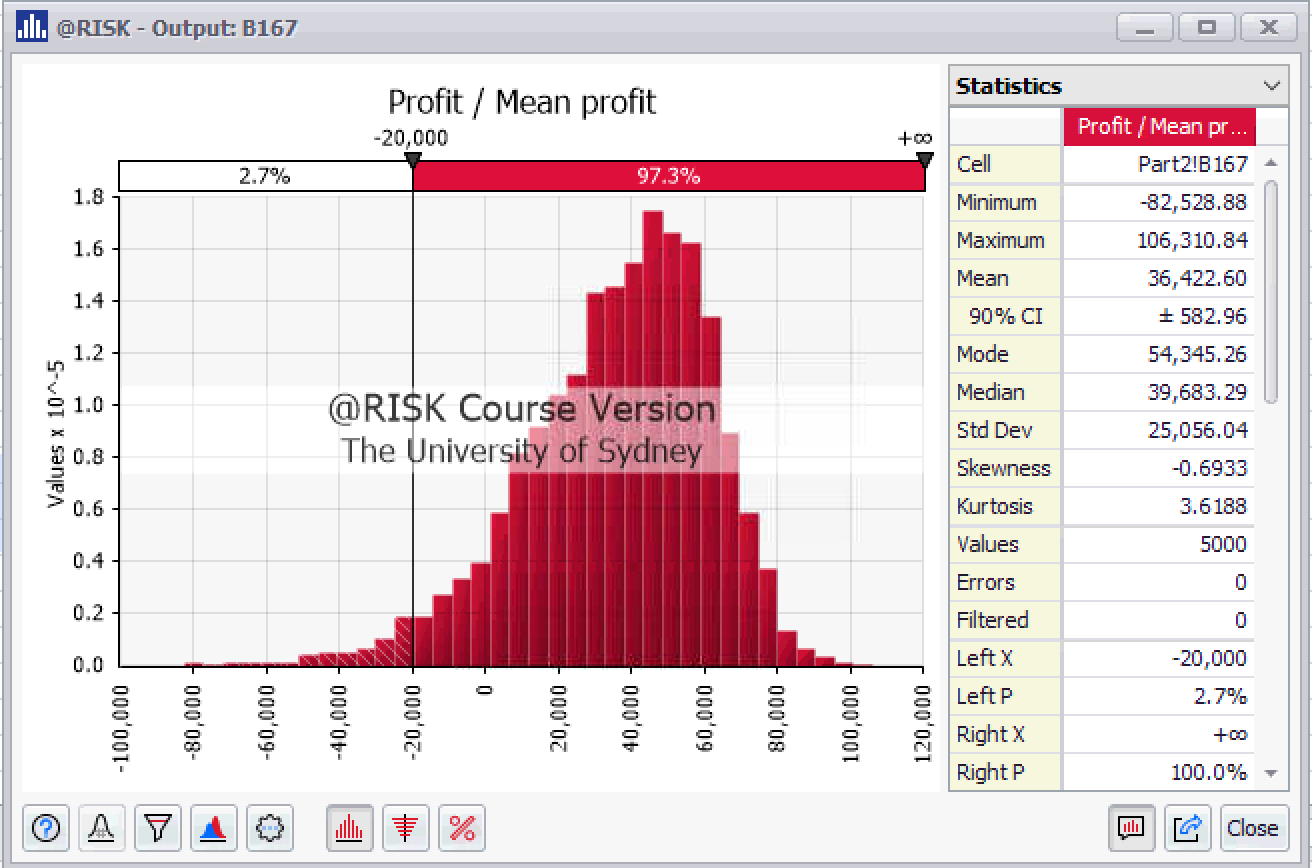 @RISK - Output: B167
Profit / Mean profit
-20,000
+∞
2.7%
97.3%
1.8
1.6
1.4
1.2
1.0
0.8
0.6
0.4
0.2
0.0
Values x 10^-5
@RISK Course Version
The University of Sydney
-100,000
-80,000
-60,000
-40,000
-20,000
0
20,000
40,000
60,000
80,000
100,000
120,000
Statistics
Profit / Mean pr...
Cell Part2!B167
Minimum -82,528.88
Maximum 106,310.84
Mean 36,422.60
90% CI ± 582.96
Mode 54,345.26
Median 39,683.29
Std Dev 25,056.04
Skewness -0.6933
Kurtosis 3.6188
Values 5000
Errors 0
Filtered 0
Left X -20,000
Left P 2.7%
Right X +∞
Right P 100.0%
Close